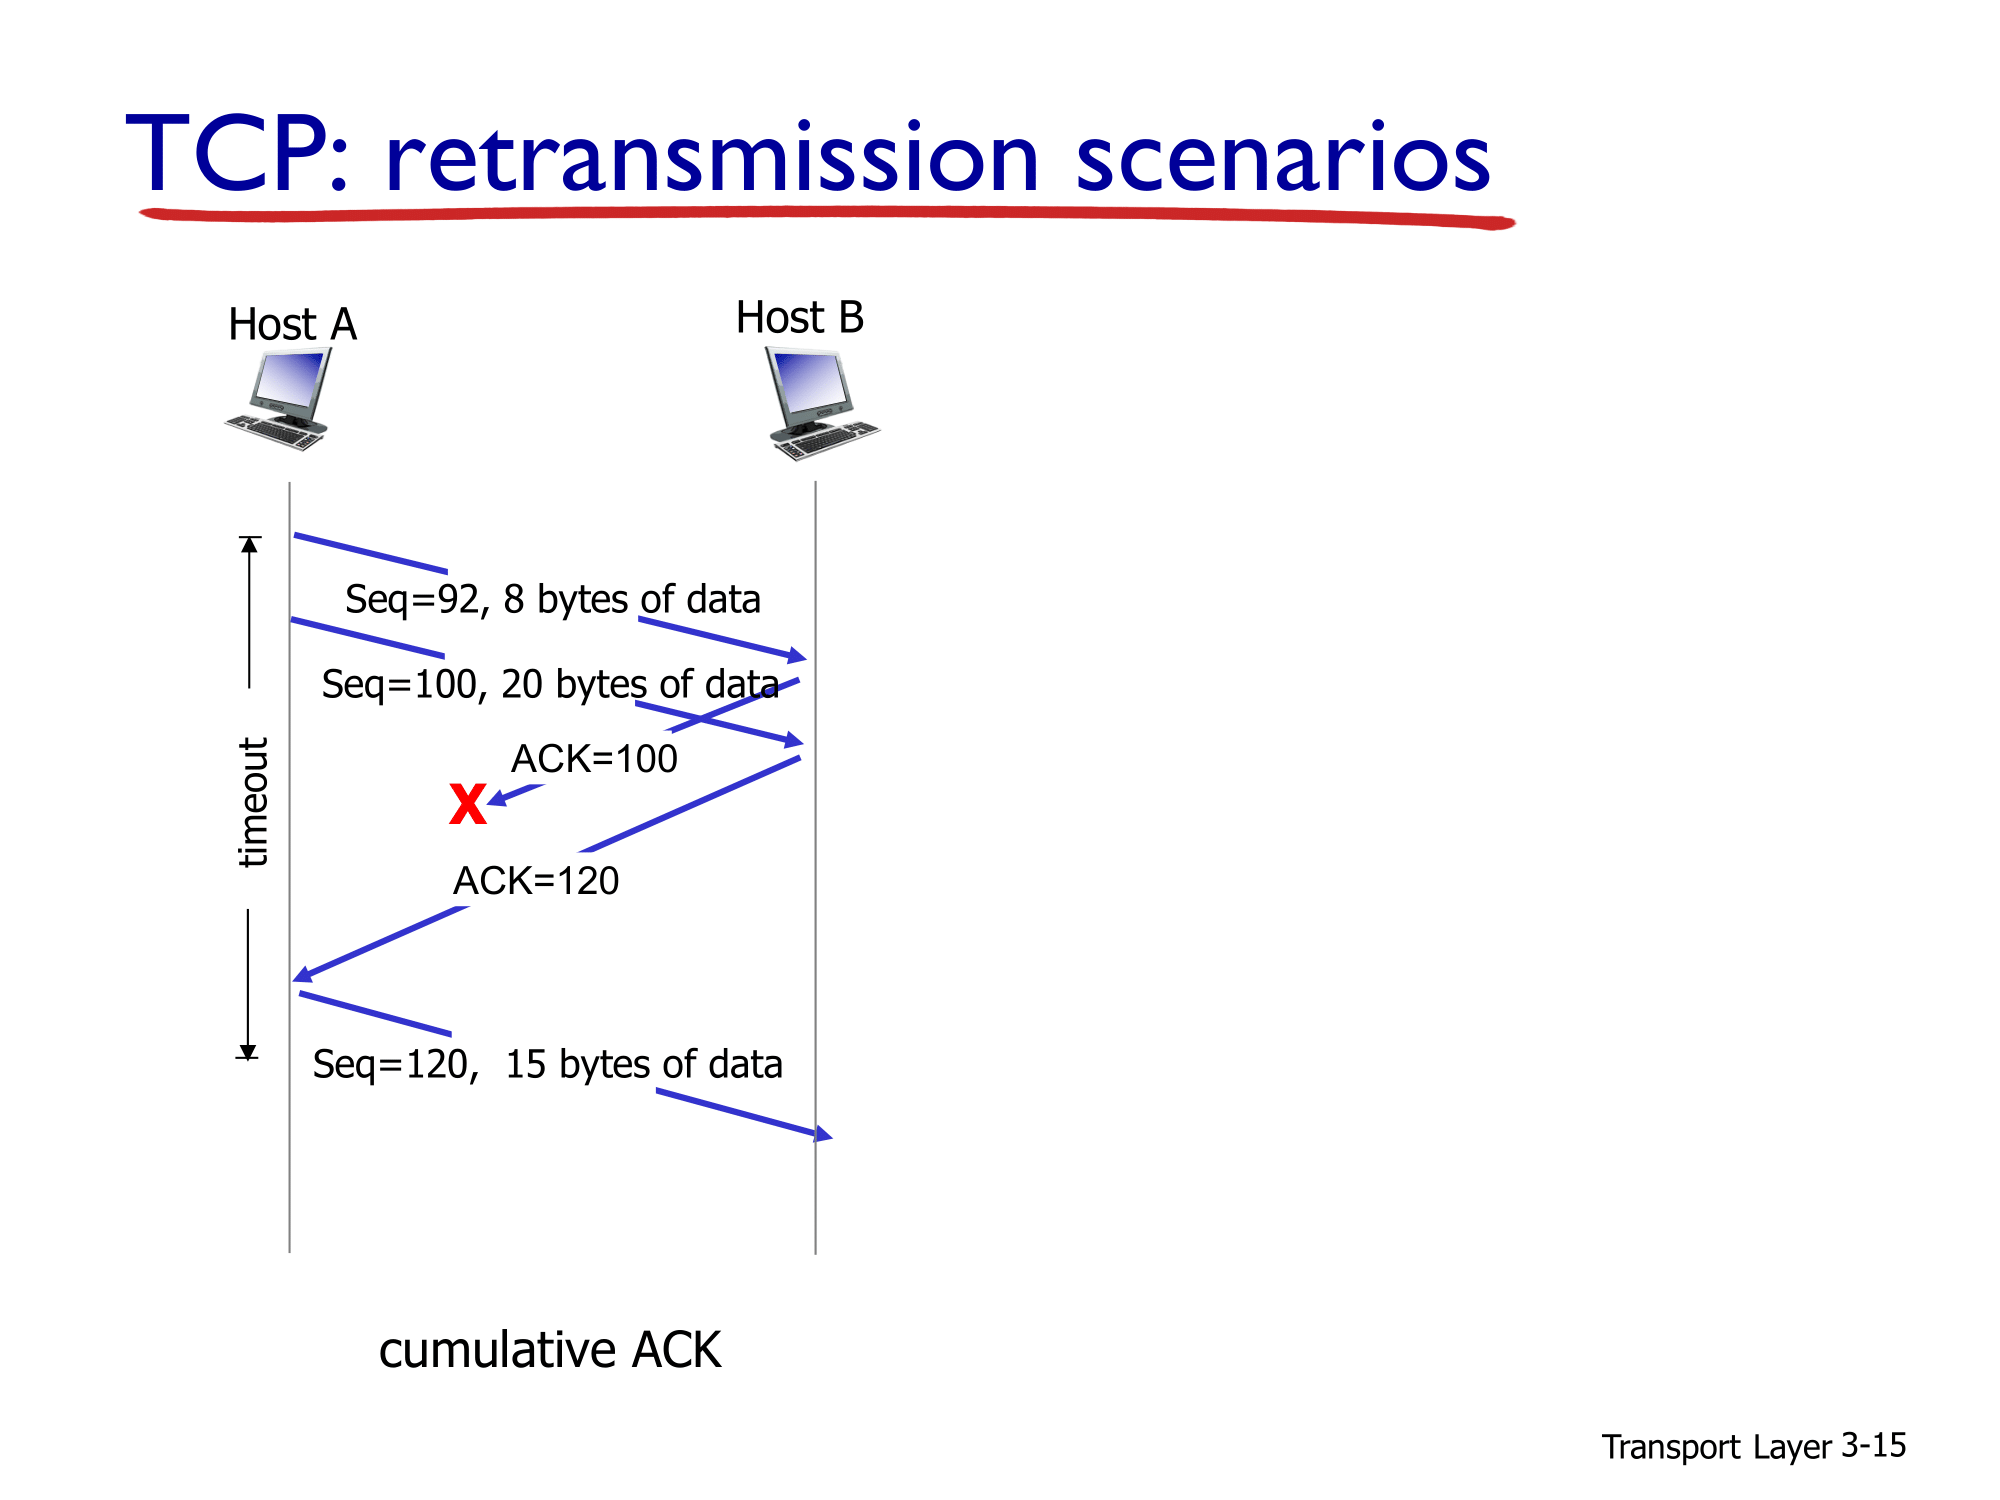 TCP: retransmission scenarios
Host A
Host B
Seq=92, 8 bytes of data
Seq=100, 20 bytes of data
ACK=100
X
timeout
ACK=120
Seq=120,  15 bytes of data
cumulative ACK
Transport Layer 3-15